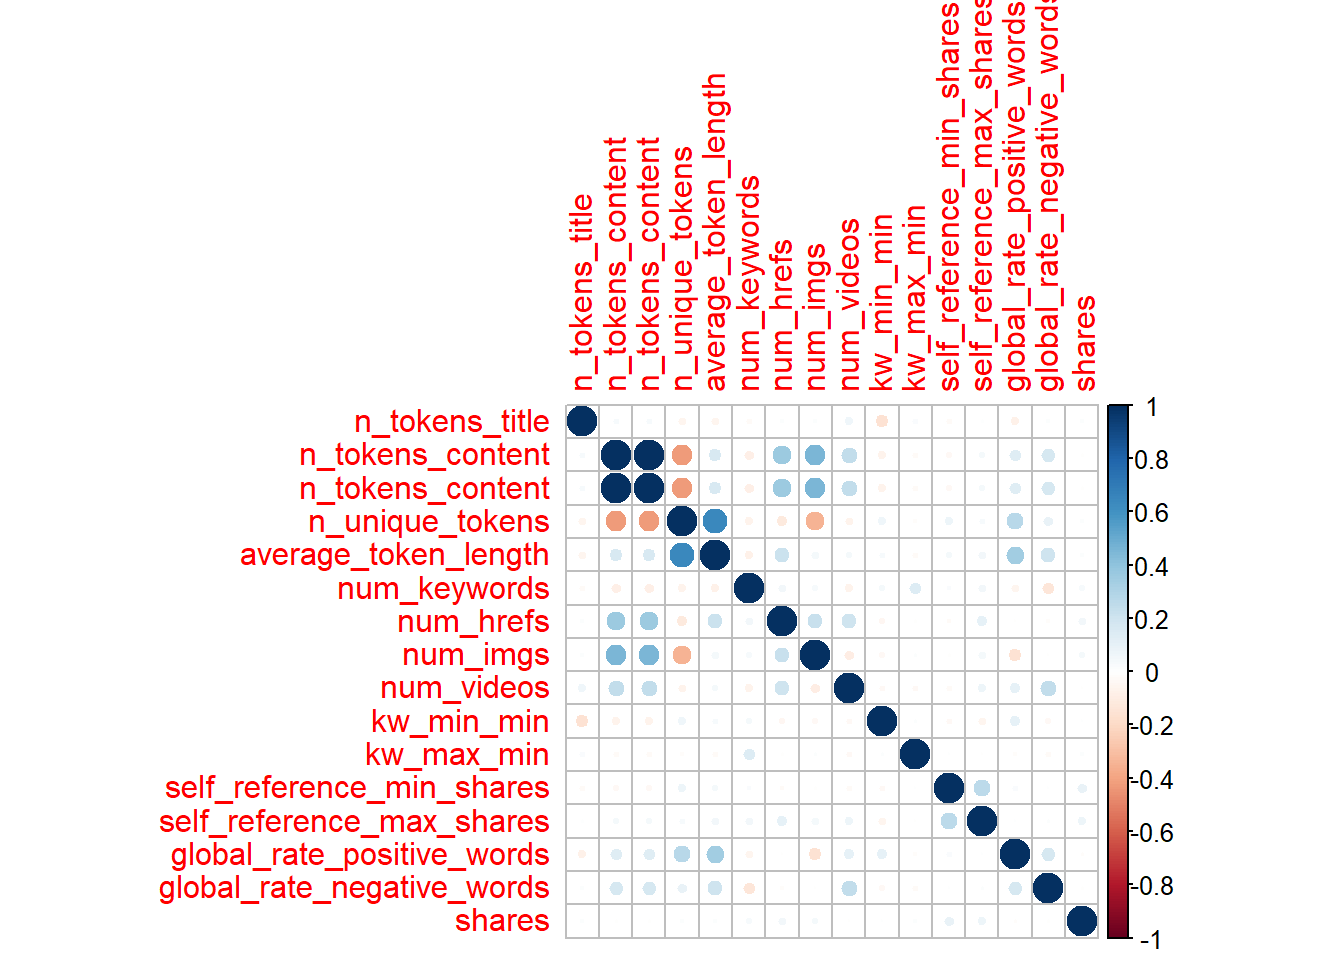 n_tokens_title
n_tokens_content
n_tokens_content
n_unique_tokens
average_token_length
num_keywords
num_hrefs
num_imgs
num_videos
kw_min_min
kw_max_min
self_reference_min_shares
self_reference_max_shares
global_rate_positive_words
global_rate_negative_words
shares
n_tokens_title
n_tokens_content
n_tokens_content
n_unique_tokens
average_token_length
num_keywords
num_hrefs
num_imgs
num_videos
kw_min_min
kw_max_min
self_reference_min_shares
self_reference_max_shares
global_rate_positive_words
global_rate_negative_words
shares
1
0.8
0.6
0.4
0.2
0
-0.2
-0.4
-0.6
-0.8
-1